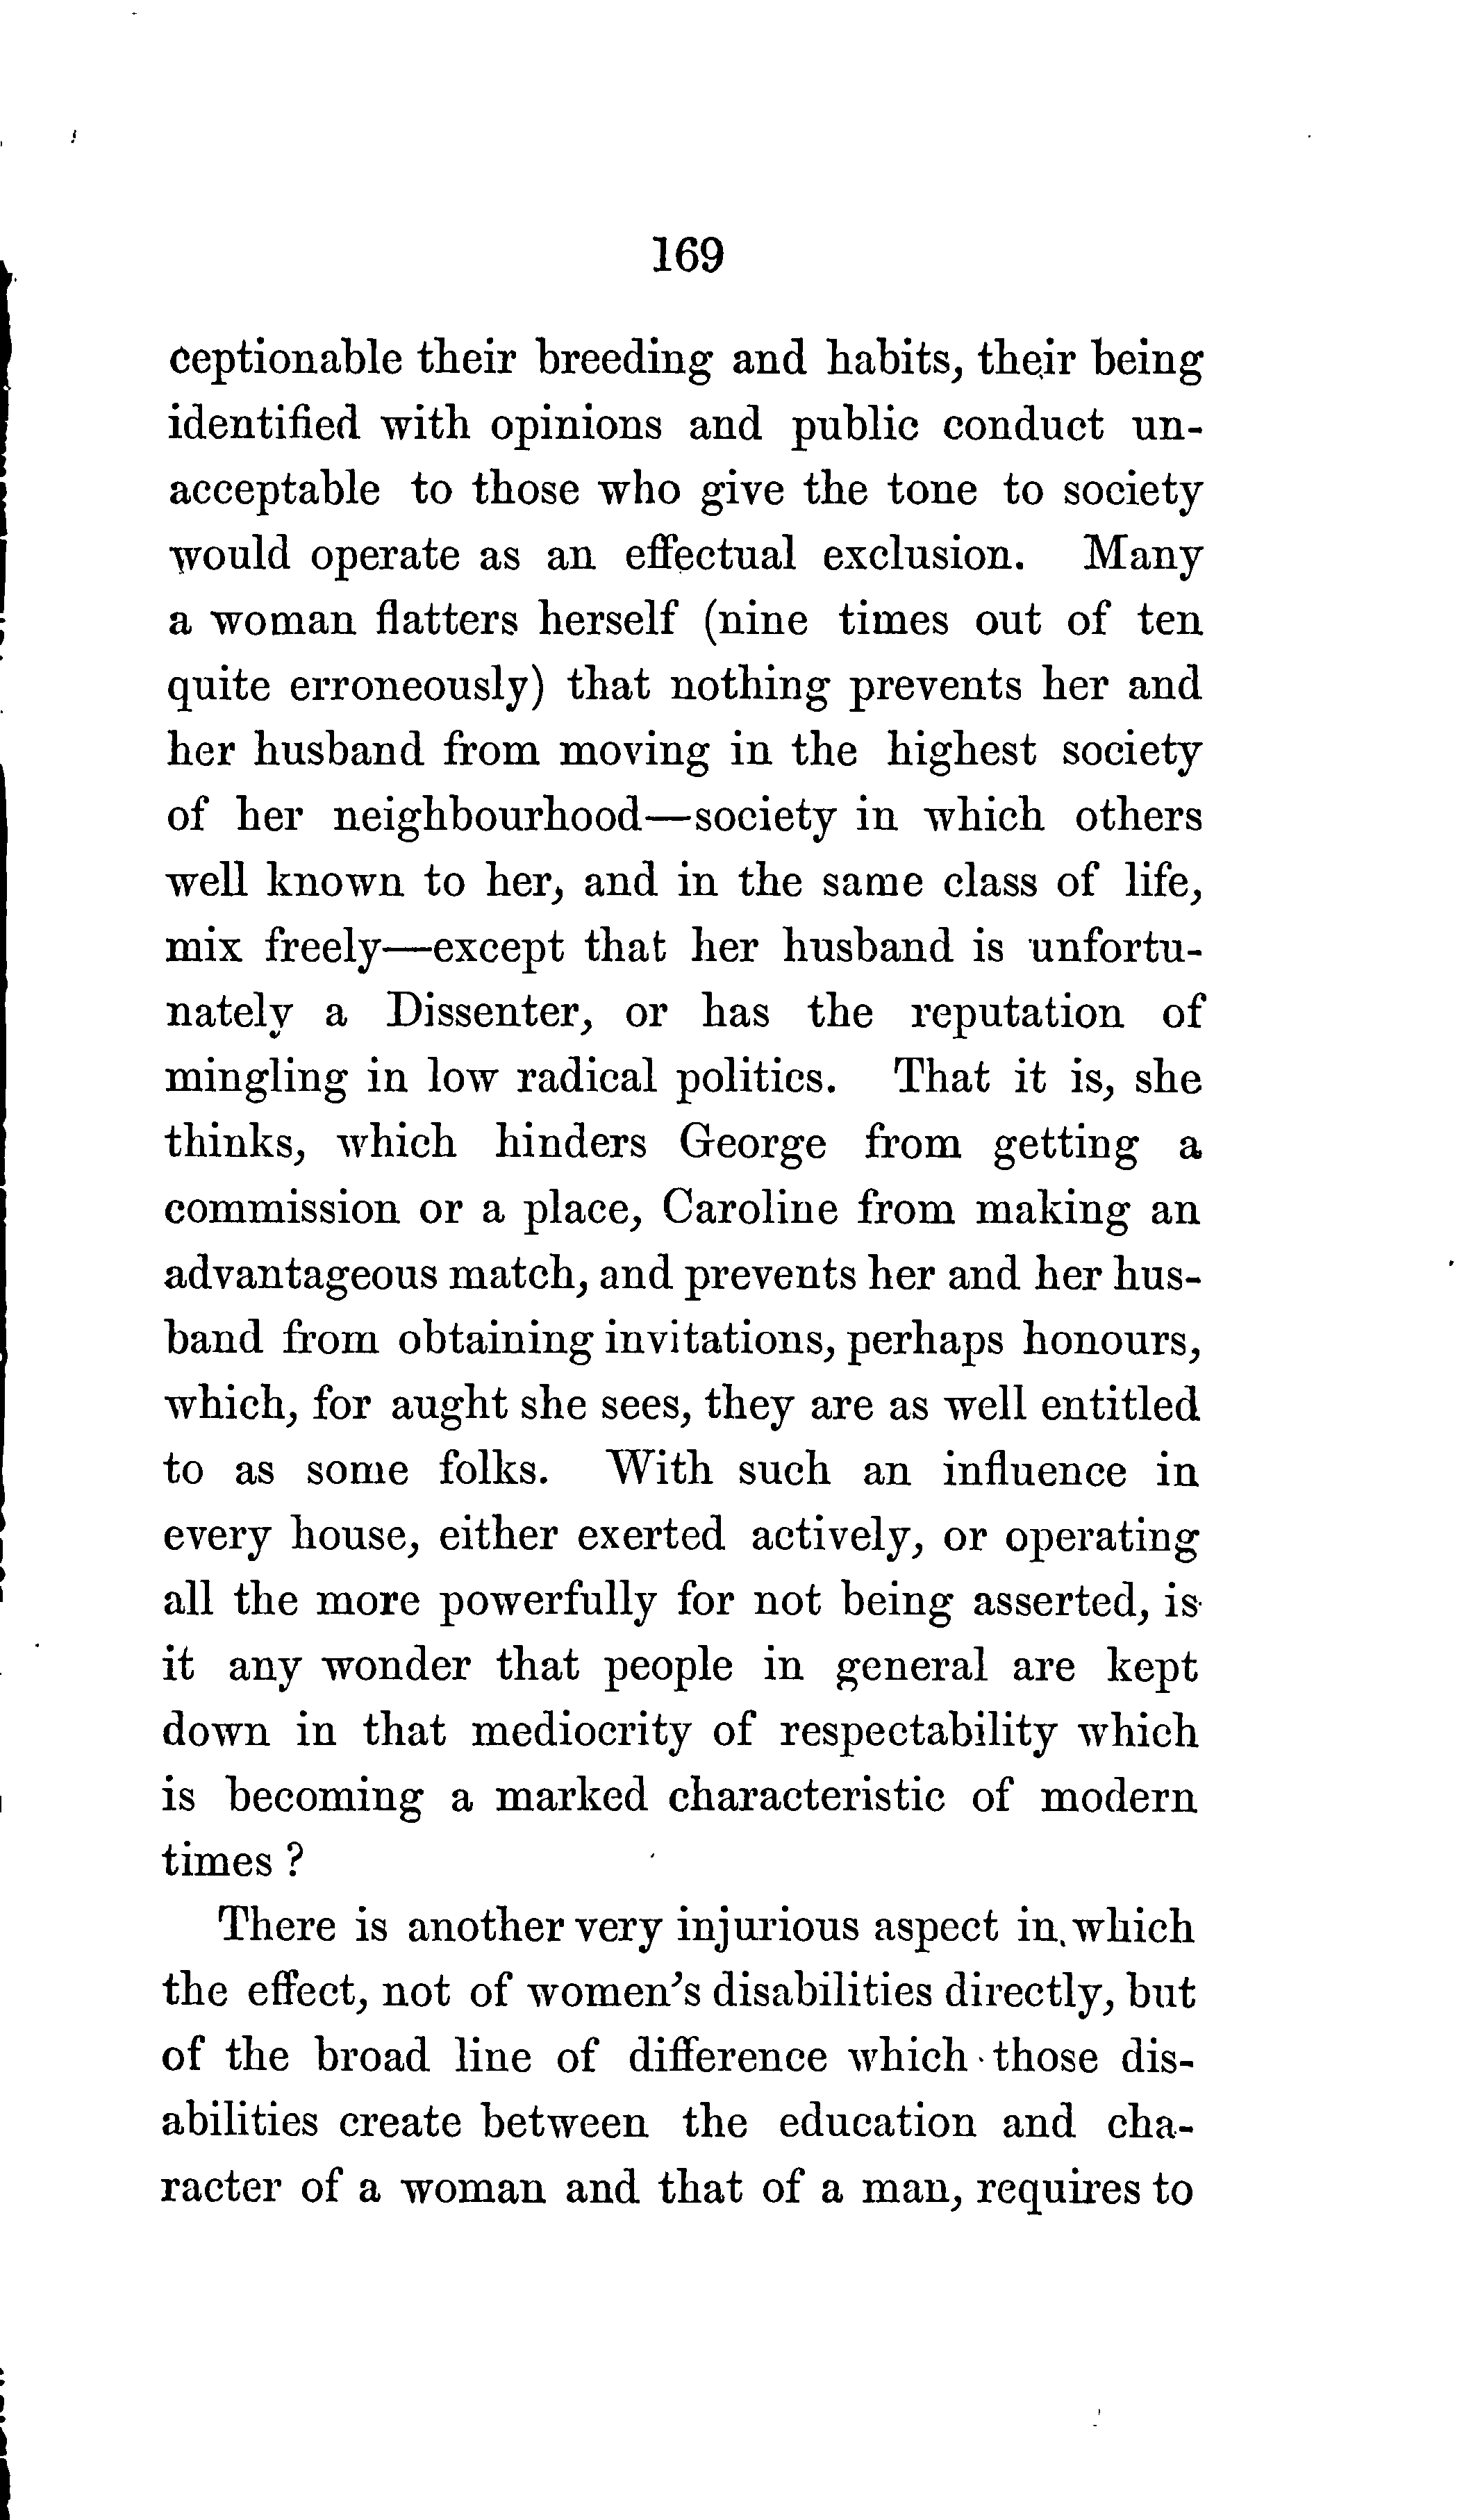 169
ceptionable their breeding and habits, their being
identified with opinions and public conduct un-
acceptable to those who give the tone to society
would operate as an effectual exclusion. Many
a woman flatters herself (nine times out of ten
quite erroneously) that nothing prevents her and
her husband from moving in the highest society
of her neighbourhood—society in which others
well known to her, and in the same class of life,
mix freely—except that her husband is unfortu-
nately a Dissenter, or has the reputation of
mingling in low radical politics. That it is, she
thinks, which hinders George from getting a
commission or a place, Caroline from making an
advantageous match, and prevents her and her hus-
band from obtaining invitations, perhaps honours,
which, for aught she sees, they are as well entitled
to as some folks. With such an influence in
every house, either exerted actively, or operating
all the more powerfully for not being asserted, is
it any wonder that people in general are kept
down in that mediocrity of respectability which
is becoming a marked characteristic of modern
times ?
There is another very injurious aspect in which
the effect, not of women's disabilities directly, but
of the broad line of difference which those dis-
abilities create between the education and cha-
racter of a woman and that of a man, requires to